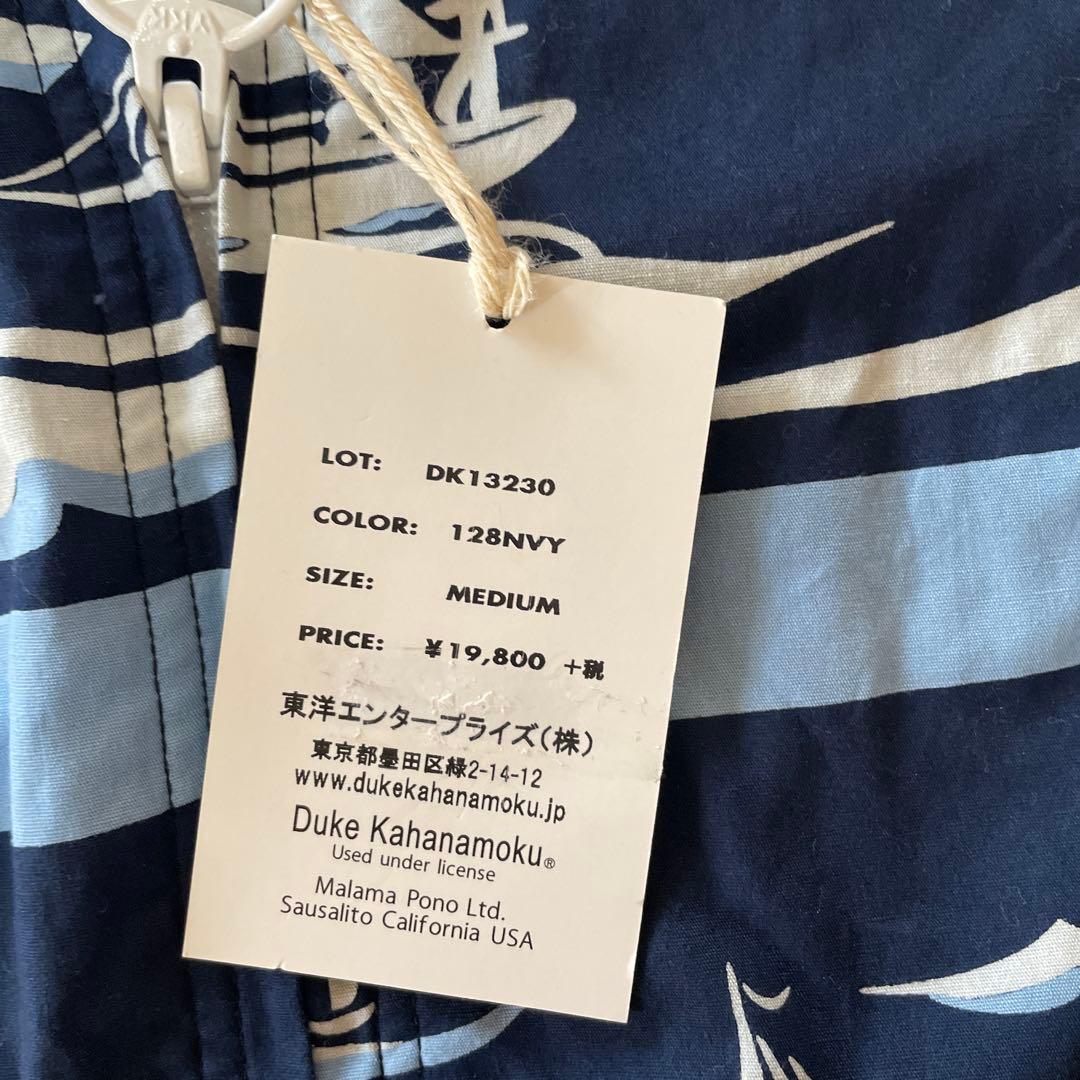 YKK
LOT: DK13230
COLOR: 128NVY
SIZE: MEDIUM
PRICE: ¥19,800 +税
東洋エンタープライズ(株)
東京都墨田区緑2-14-12
www.dukekahanamoku.jp
Duke Kahanamoku®
Used under license
Malama Pono Ltd.
Sausalito California USA